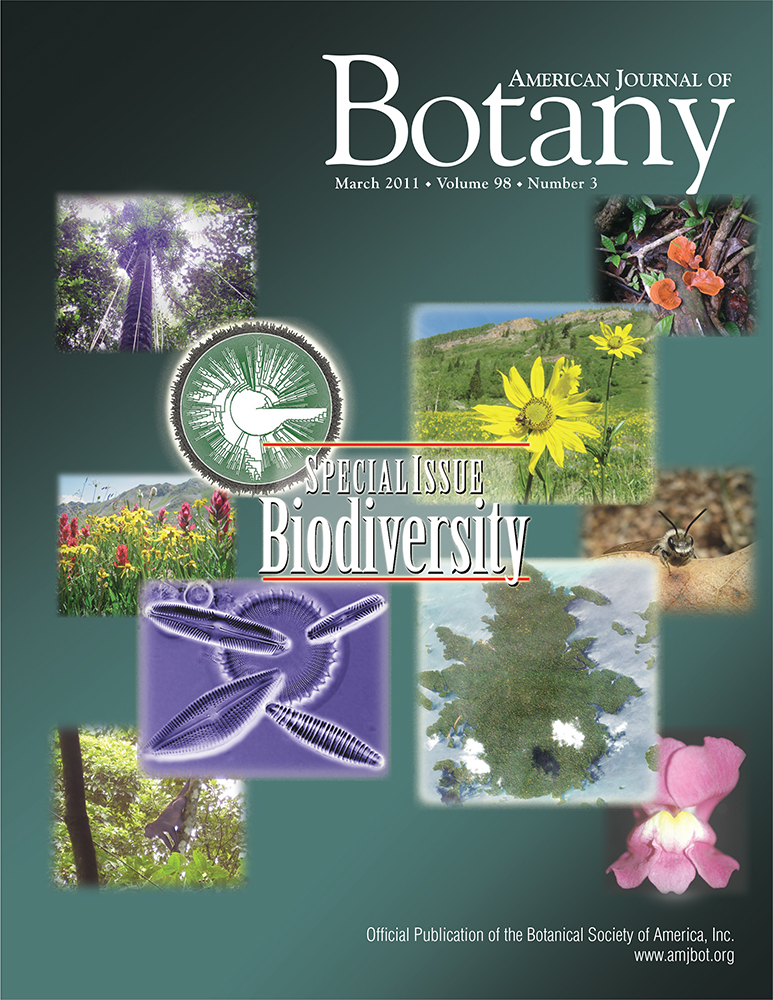 AMERICAN JOURNAL OF
Botany
March 2011 • Volume 98 • Number 3
SPECIAL ISSUE
Biodiversity
Official Publication of the Botanical Society of America, Inc.
www.amjbot.org